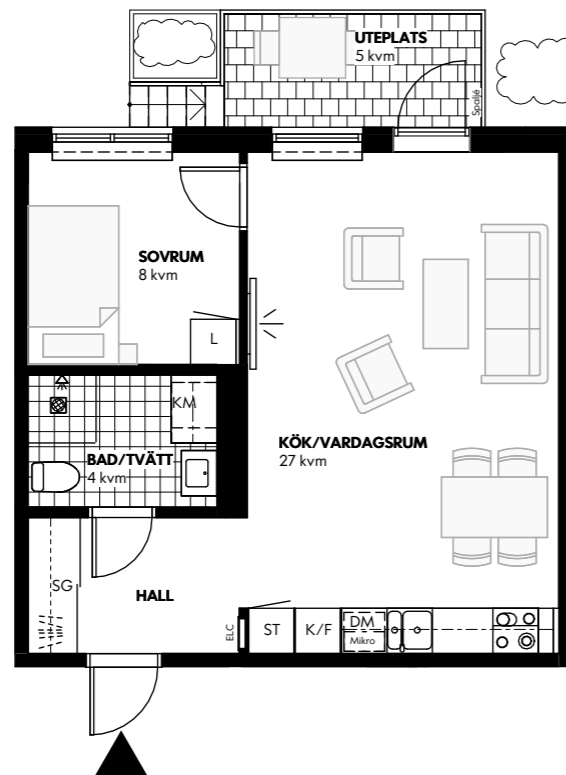 UTEPLATS
5 kvm
Spaljé
SOVRUM
8 kvm
L
KM
BAD/TVÄTT
4 kvm
KÖK/VARDAGSRUM
27 kvm
SG
HALL
ELC
ST
K/F
DM
Mikro